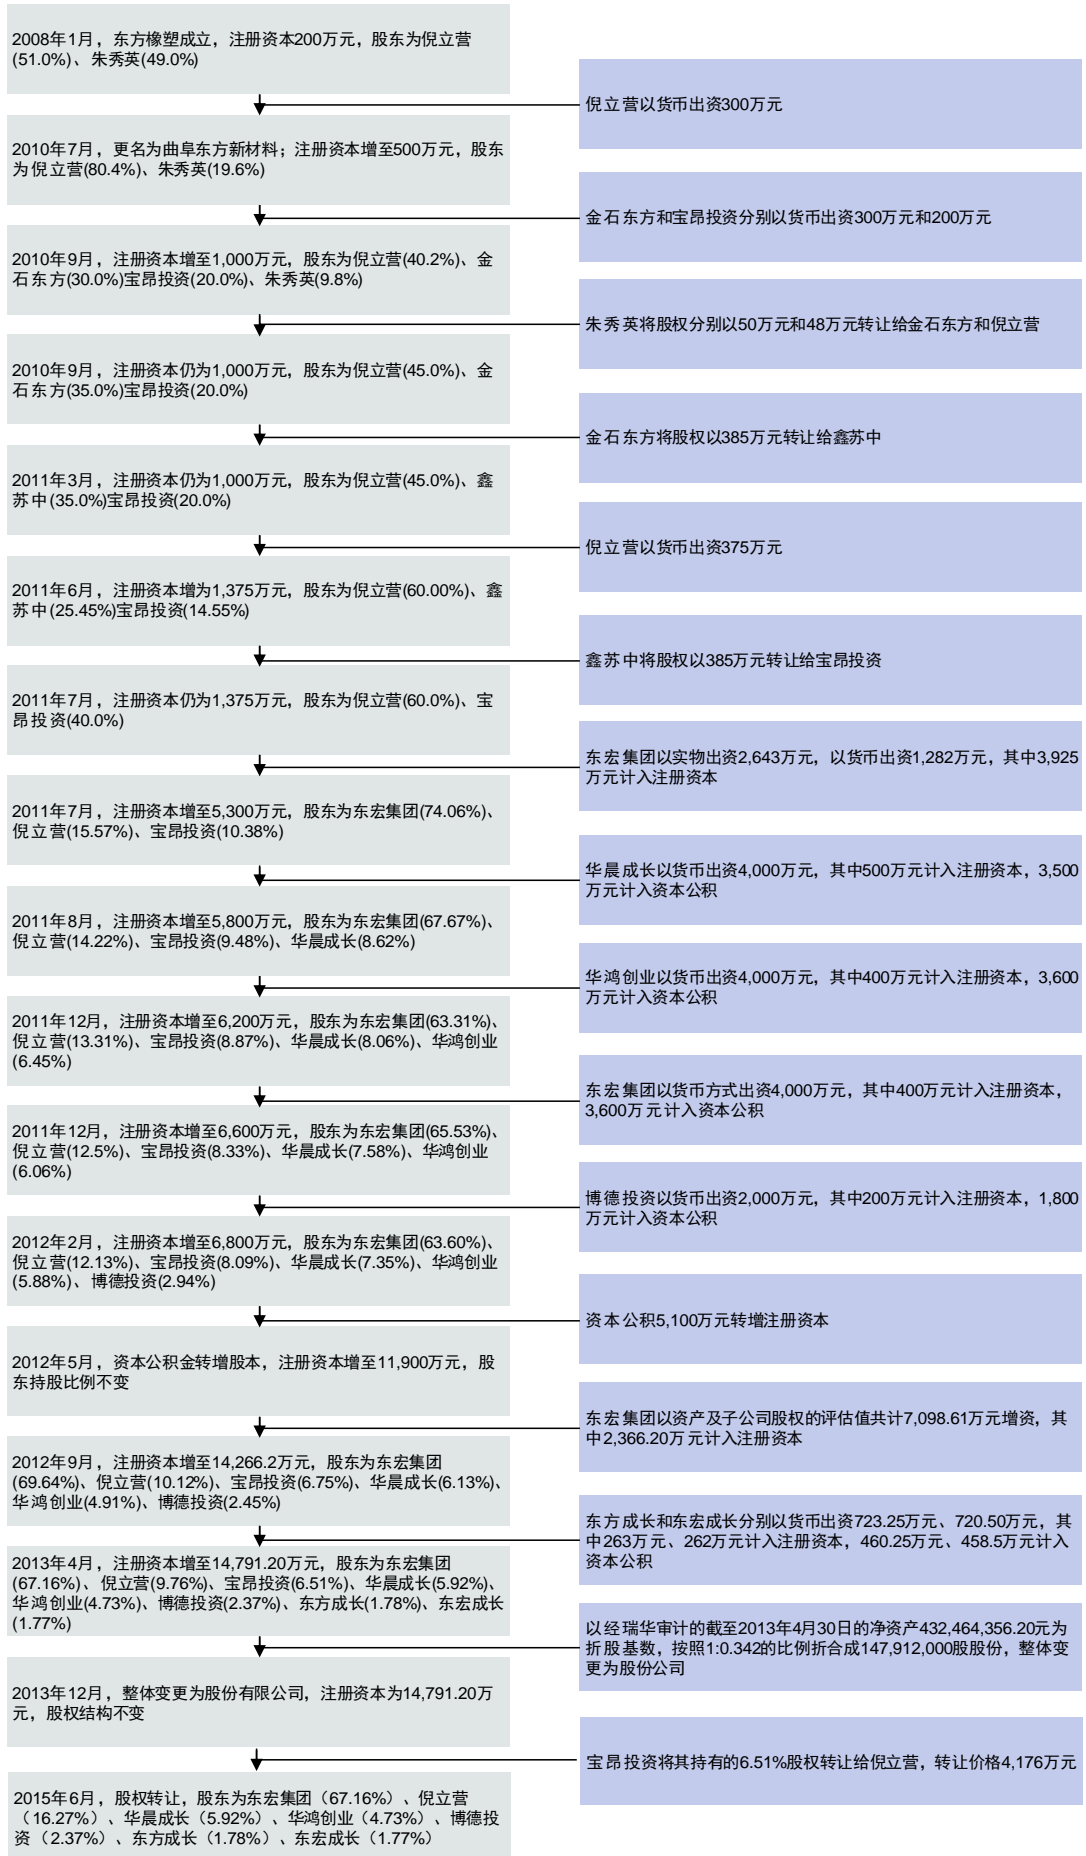 2008年1月，东方橡塑成立，注册资本200万元，股东为倪立营
(51.0%)、朱秀英(49.0%)
倪立营以货币出资300万元
2010年7月，更名为曲阜东方新材料；注册资本增至500万元，股东
为倪立营(80.4%)、朱秀英(19.6%)
金石东方和宝昂投资分别以货币出资300万元和200万元
2010年9月，注册资本增至1,000万元，股东为倪立营(40.2%)、金
石东方(30.0%)宝昂投资(20.0%)、朱秀英(9.8%)
朱秀英将股权分别以50万元和48万元转让给金石东方和倪立营
2010年9月，注册资本仍为1,000万元，股东为倪立营(45.0%)、金
石东方(35.0%)宝昂投资(20.0%)
金石东方将股权以385万元转让给鑫苏中
2011年3月，注册资本仍为1,000万元，股东为倪立营(45.0%)、鑫
苏中(35.0%)宝昂投资(20.0%)
倪立营以货币出资375万元
2011年6月，注册资本增为1,375万元，股东为倪立营(60.00%)、鑫
苏中(25.45%)宝昂投资(14.55%)
鑫苏中将股权以385万元转让给宝昂投资
2011年7月，注册资本仍为1,375万元，股东为倪立营(60.0%)、宝
昂投资(40.0%)
东宏集团以实物出资2,643万元，以货币出资1,282万元，其中3,925
万元计入注册资本
2011年7月，注册资本增至5,300万元，股东为东宏集团(74.06%)、
倪立营(15.57%)、宝昂投资(10.38%)
华晨成长以货币出资4,000万元，其中500万元计入注册资本，3,500
万元计入资本公积
2011年8月，注册资本增至5,800万元，股东为东宏集团(67.67%)、
倪立营(14.22%)、宝昂投资(9.48%)、华晨成长(8.62%)
华鸿创业以货币出资4,000万元，其中400万元计入注册资本，3,600
万元计入资本公积
2011年12月，注册资本增至6,200万元，股东为东宏集团(63.31%)、
倪立营(13.31%)、宝昂投资(8.87%)、华晨成长(8.06%)、华鸿创业
(6.45%)
东宏集团以货币方式出资4,000万元，其中400万元计入注册资本，
3,600万元计入资本公积
2011年12月，注册资本增至6,600万元，股东为东宏集团(65.53%)、
倪立营(12.5%)、宝昂投资(8.33%)、华晨成长(7.58%)、华鸿创业
(6.06%)
博德投资以货币出资2,000万元，其中200万元计入注册资本，1,800
万元计入资本公积
2012年2月，注册资本增至6,800万元，股东为东宏集团(63.60%)、
倪立营(12.13%)、宝昂投资(8.09%)、华晨成长(7.35%)、华鸿创业
(5.88%)、博德投资(2.94%)
资本公积5,100万元转增注册资本
2012年5月，资本公积金转增股本，注册资本增至11,900万元，股
东持股比例不变
东宏集团以资产及子公司股权的评估值共计7,098.61万元增资，其
中2,366.20万元计入注册资本
2012年9月，注册资本增至14,266.2万元，股东为东宏集团
(69.64%)、倪立营(10.12%)、宝昂投资(6.75%)、华晨成长(6.13%)、
华鸿创业(4.91%)、博德投资(2.45%)
东方成长和东宏成长分别以货币出资723.25万元、720.50万元，其
中263万元、262万元计入注册资本，460.25万元、458.5万元计入
资本公积
2013年4月，注册资本增至14,791.20万元，股东为东宏集团
(67.16%)、倪立营(9.76%)、宝昂投资(6.51%)、华晨成长(5.92%)、
华鸿创业(4.73%)、博德投资(2.37%)、东方成长(1.78%)、东宏成长
(1.77%)
以经瑞华审计的截至2013年4月30日的净资产432,464,356.20元为
折股基数，按照1:0.342的比例折合成147,912,000股股份，整体变
更为股份公司
2013年12月，整体变更为股份有限公司，注册资本为14,791.20万
元，股权结构不变
宝昂投资将其持有的6.51%股权转让给倪立营，转让价格4,176万元
2015年6月，股权转让，股东为东宏集团（67.16%）、倪立营
（16.27%）、华晨成长（5.92%）、华鸿创业（4.73%）、博德投
资（2.37%）、东方成长（1.78%）、东宏成长（1.77%）